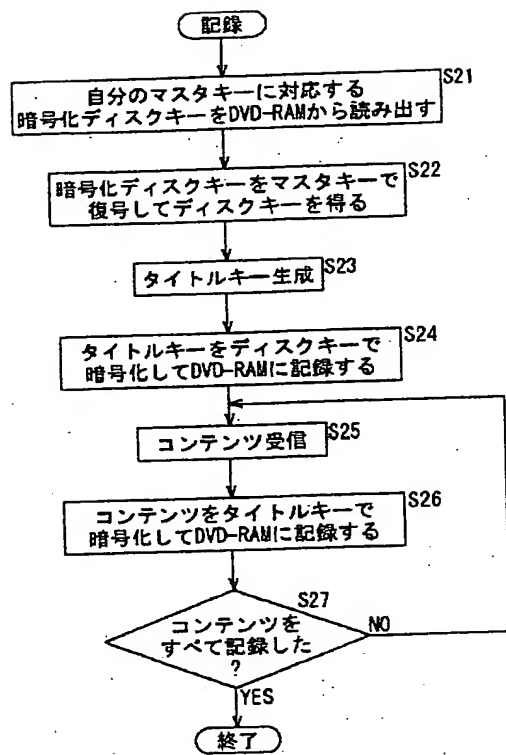 記録
S21
自分のマスタキーに対応する
暗号化ディスクキーをDVD-RAMから読み出す
S22
暗号化ディスクキーをマスタキーで
復号してディスクキーを得る
S23
タイトルキー生成
S24
タイトルキーをディスクキーで
暗号化してDVD-RAMに記録する
S25
コンテンツ受信
S26
コンテンツをタイトルキーで
暗号化してDVD-RAMに記録する
S27
コンテンツを
すべて記録した
?
NO
YES
終了